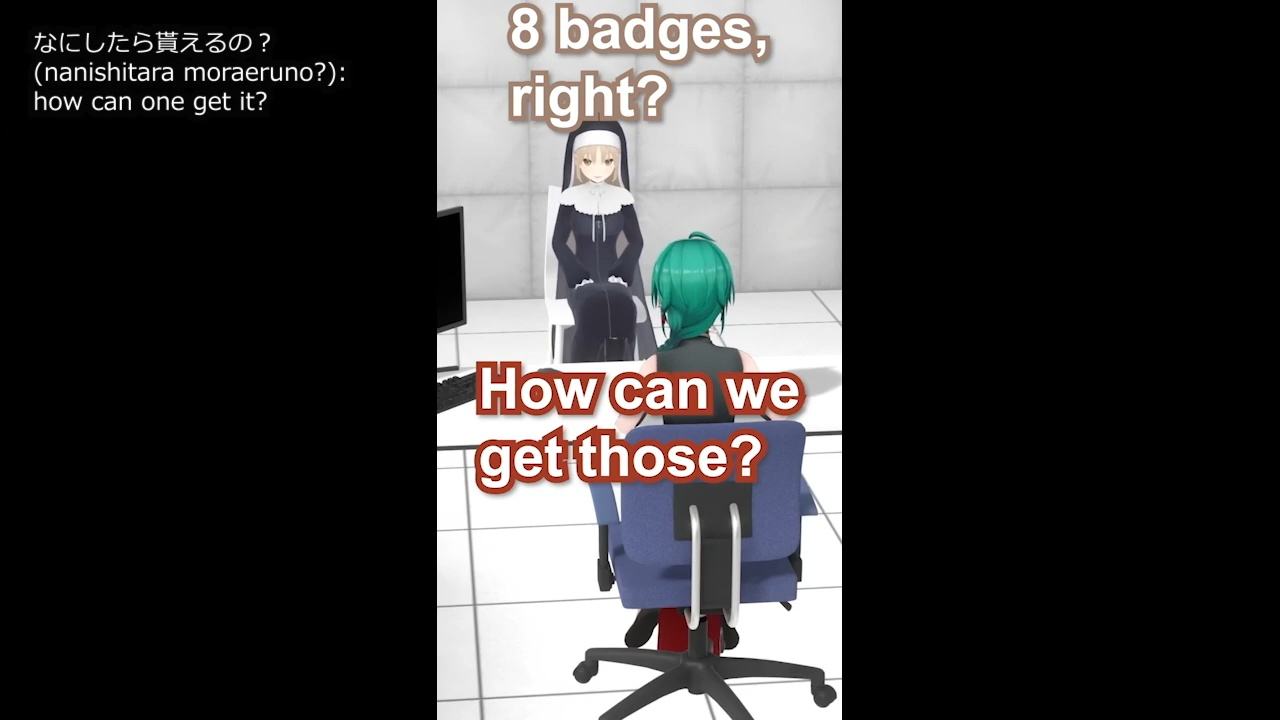 なにしたら貰えるの？
(nanishitara moraeruno?):
how can one get it?
8 badges,
right?
How can we
get those?